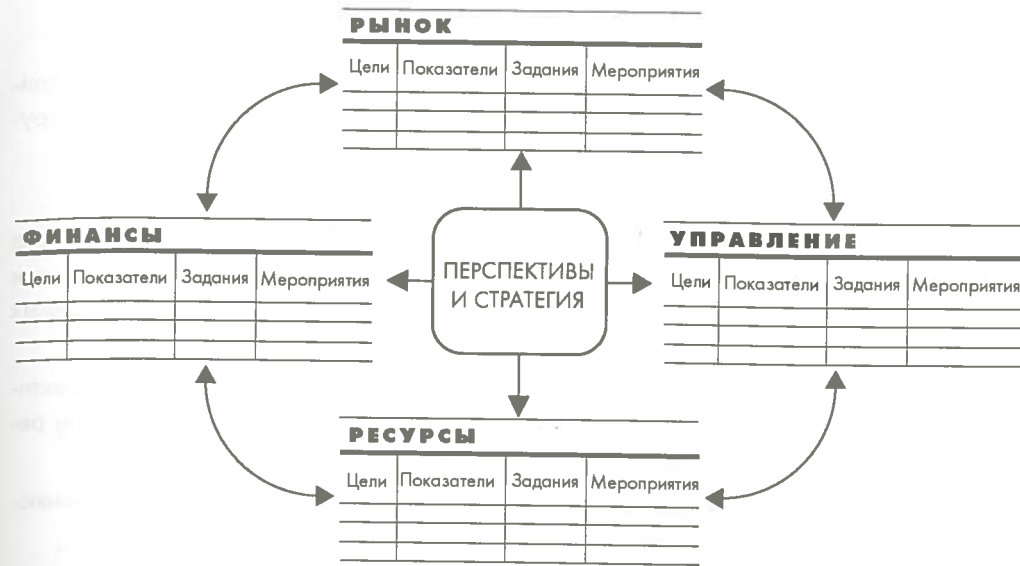 РЫНОК
Цели Показатели Задания Мероприятия
ФИНАНСЫ
Цели Показатели Задания Мероприятия
ПЕРСПЕКТИВЫ
И СТРАТЕГИЯ
УПРАВЛЕНИЕ
Цели Показатели Задания Мероприятия
РЕСУРСЫ
Цели Показатели Задания Мероприятия